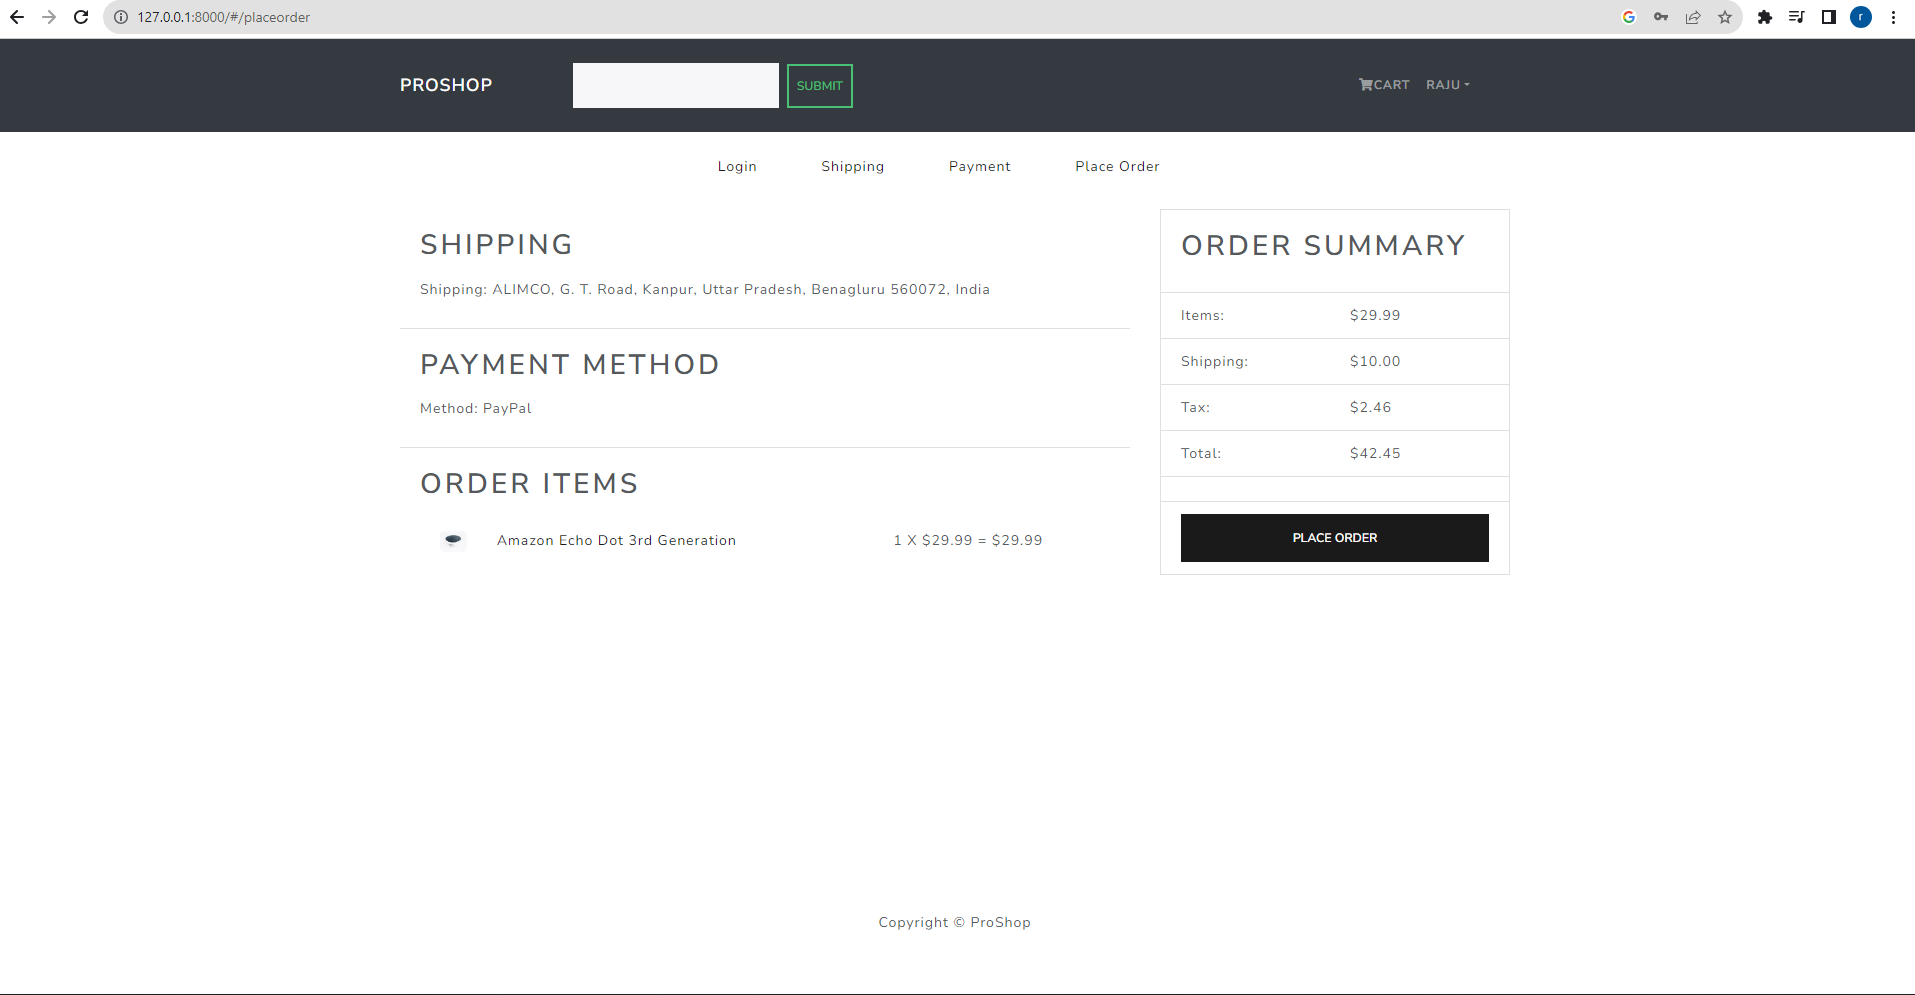 127.0.0.1:8000/#/placeorder
r
PROSHOP
SUBMIT
CART
RAJU
Login Shipping Payment Place Order
SHIPPING
Shipping: ALIMCO, G. T. Road, Kanpur, Uttar Pradesh, Benagluru 560072, India
PAYMENT METHOD
Method: PayPal
ORDER ITEMS
Amazon Echo Dot 3rd Generation 1 X $29.99 = $29.99
ORDER SUMMARY
Items: $29.99
Shipping: $10.00
Tax: $2.46
Total: $42.45
PLACE ORDER
Copyright © ProShop